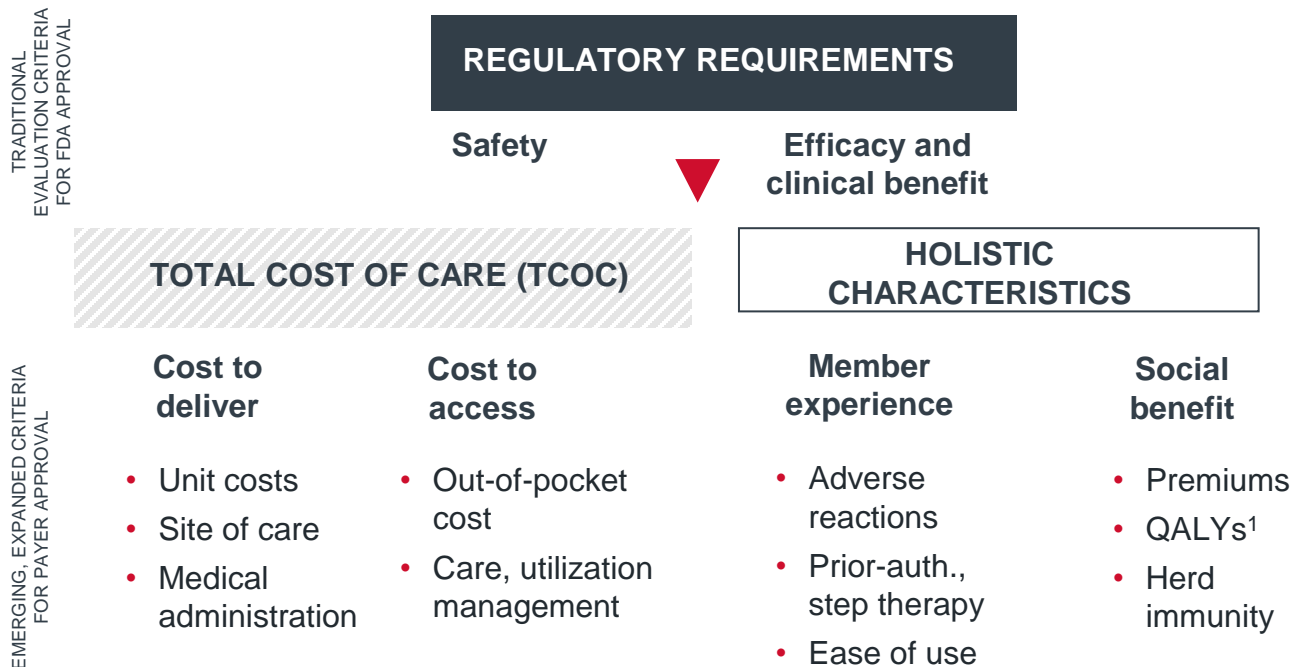 TRADITIONAL
EVALUATION CRITERIA
FOR FDA APPROVAL
REGULATORY REQUIREMENTS
Safety
Efficacy and
clinical benefit
TOTAL COST OF CARE (TCOC)
HOLISTIC
CHARACTERISTICS
EMERGING, EXPANDED CRITERIA
FOR PAYER APPROVAL
Cost to
deliver
• Unit costs
• Site of care
• Medical
administration
Cost to
access
• Out-of-pocket
cost
• Care, utilization
management
Member
experience
• Adverse
reactions
• Prior-auth.,
step therapy
• Ease of use
Social
benefit
• Premiums
• QALYs¹
• Herd
immunity